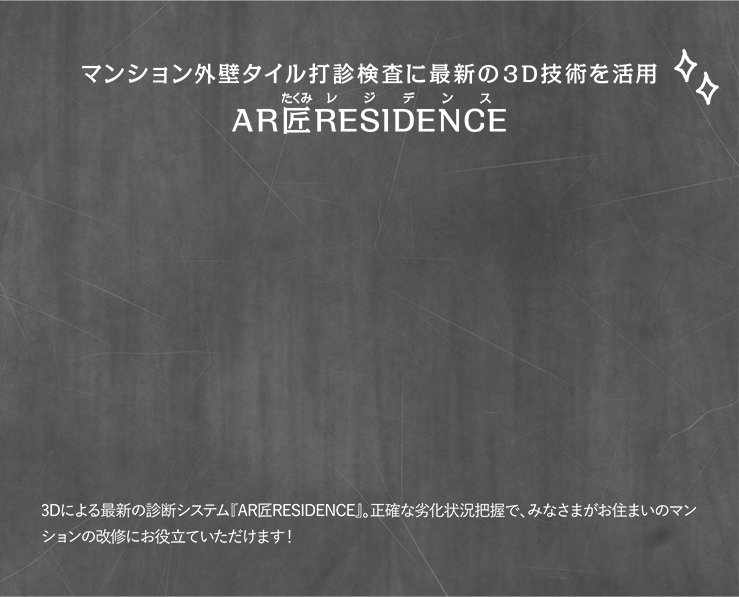 マンション外壁タイル打診検査に最新の3D技術を活用
たくみ レジデンス
AR匠RESIDENCE
3Dによる最新の診断システム『AR匠RESIDENCE』。正確な劣化状況把握で、みなさまがお住まいのマン
ションの改修にお役立ていただけます！